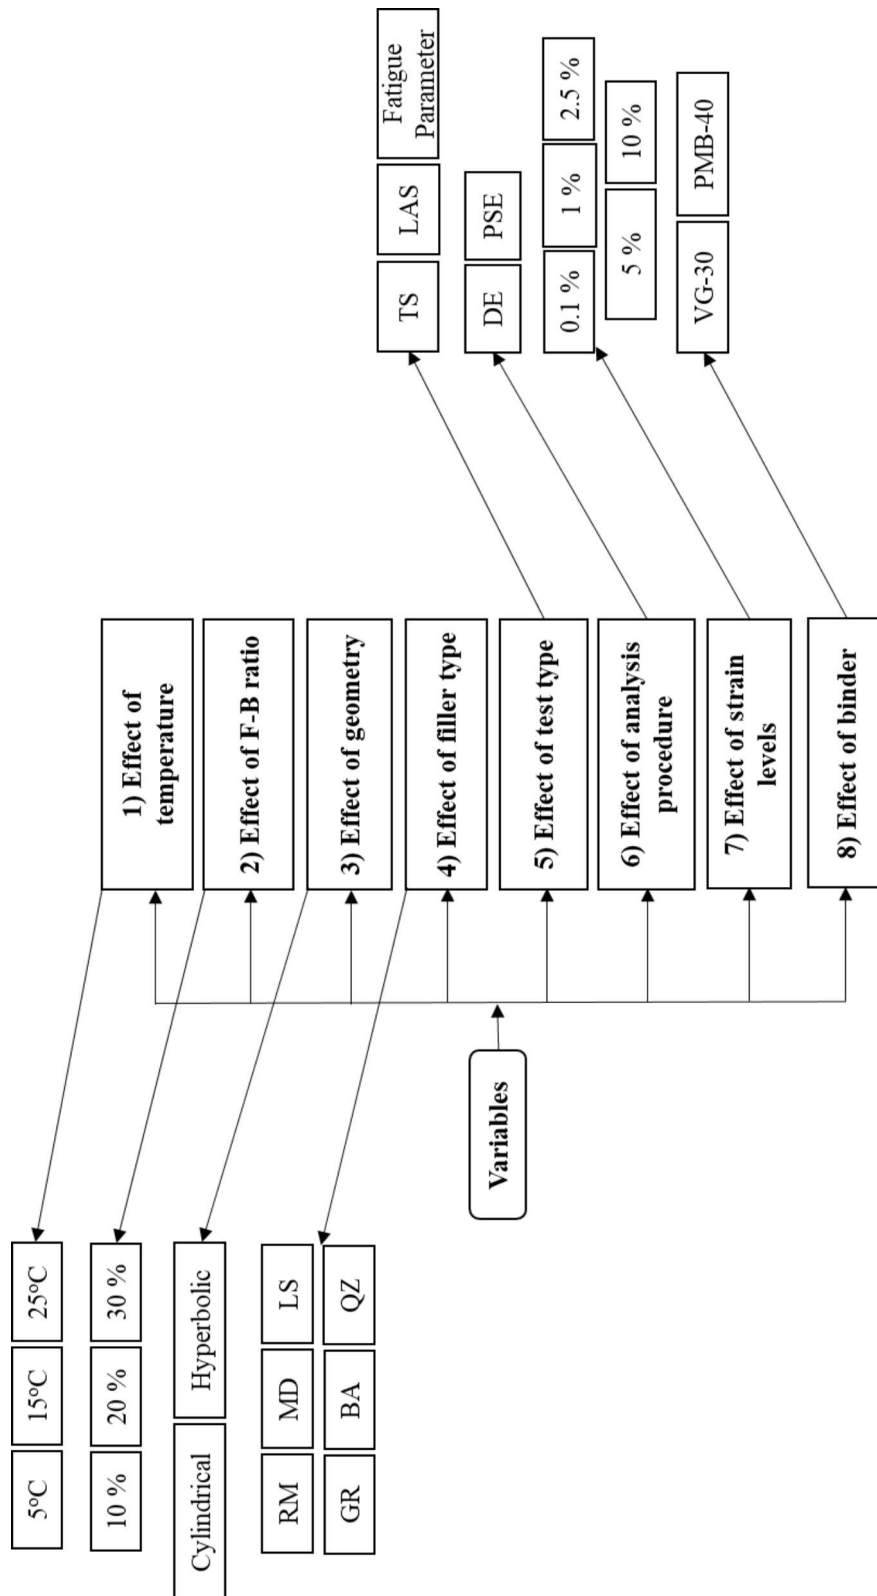 Variables
1) Effect of
temperature
5°C
15°C
25°C
2) Effect of F-B ratio
10 %
20 %
30 %
3) Effect of geometry
Cylindrical
Hyperbolic
4) Effect of filler type
RM
MD
LS
GR
BA
QZ
5) Effect of test type
TS
LAS
Fatigue
Parameter
6) Effect of analysis
procedure
DE
PSE
7) Effect of strain
levels
0.1 %
1 %
2.5 %
5 %
10 %
8) Effect of binder
VG-30
PMB-40